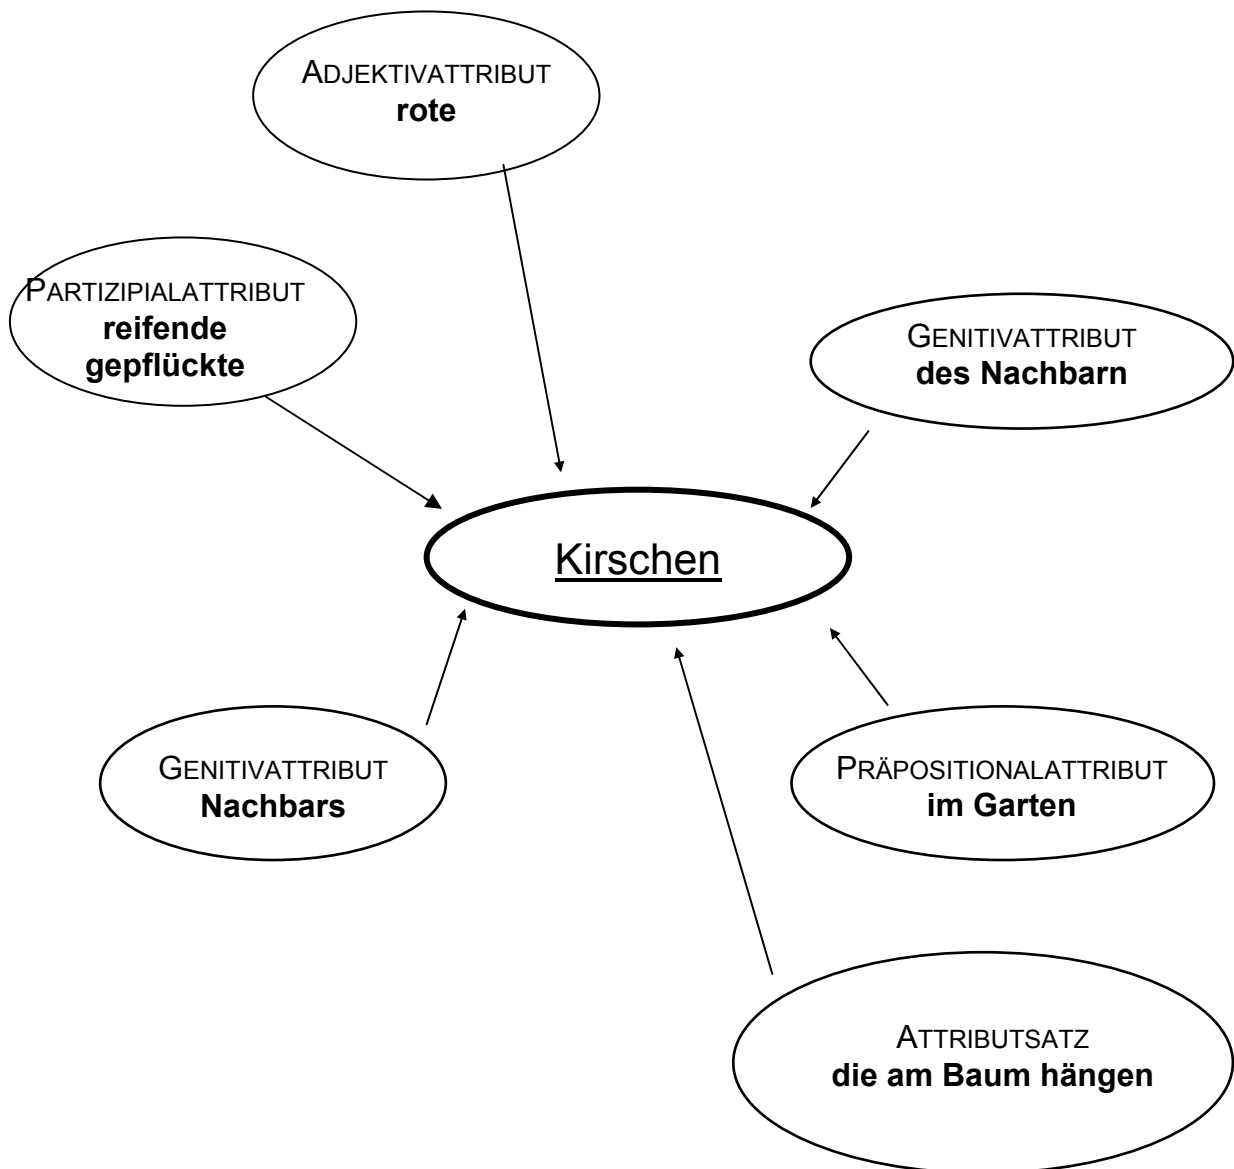 ADJEKTIVATTRIBUT
rote
PARTIZIPIALATTRIBUT
reifende
gepflückte
GENITIVATTRIBUT
des Nachbarn
Kirschen
GENITIVATTRIBUT
Nachbars
PRÄPOSITIONALATTRIBUT
im Garten
ATTRIBUTSATZ
die am Baum hängen